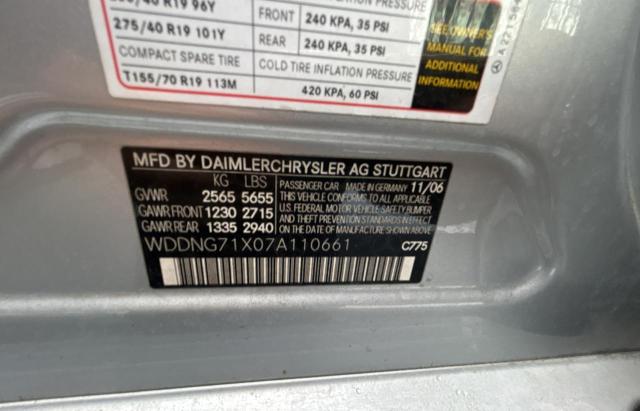 40 R19 96Y
275/40 R19 101Y
COMPACT SPARE TIRE
T155/70 R19 113M
PRESSURE
FRONT 240 KPA, 35 PSI
REAR 240 KPA, 35 PSI
COLD TIRE INFLATION PRESSURE
420 KPA, 60 PSI
SEE OWNER'S
MANUAL FOR
ADDITIONAL
INFORMATION
MFD BY DAIMLERCHRYSLER AG STUTTGART
KG LBS
GVWR 2565 5655
GAWR FRONT 1230 2715
GAWR REAR 1335 2940
PASSENGER CAR MADE IN GERMANY 11/06
THIS VEHICLE CONFORMS TO ALL APPLICABLE
U.S. FEDERAL MOTOR VEHICLE SAFETY, BUMPER
AND THEFT PREVENTION STANDARDS IN EFFECT
ON THE DATE OF MANUFACTURE SHOWN ABOVE
WDDNG71X07A110661 C775